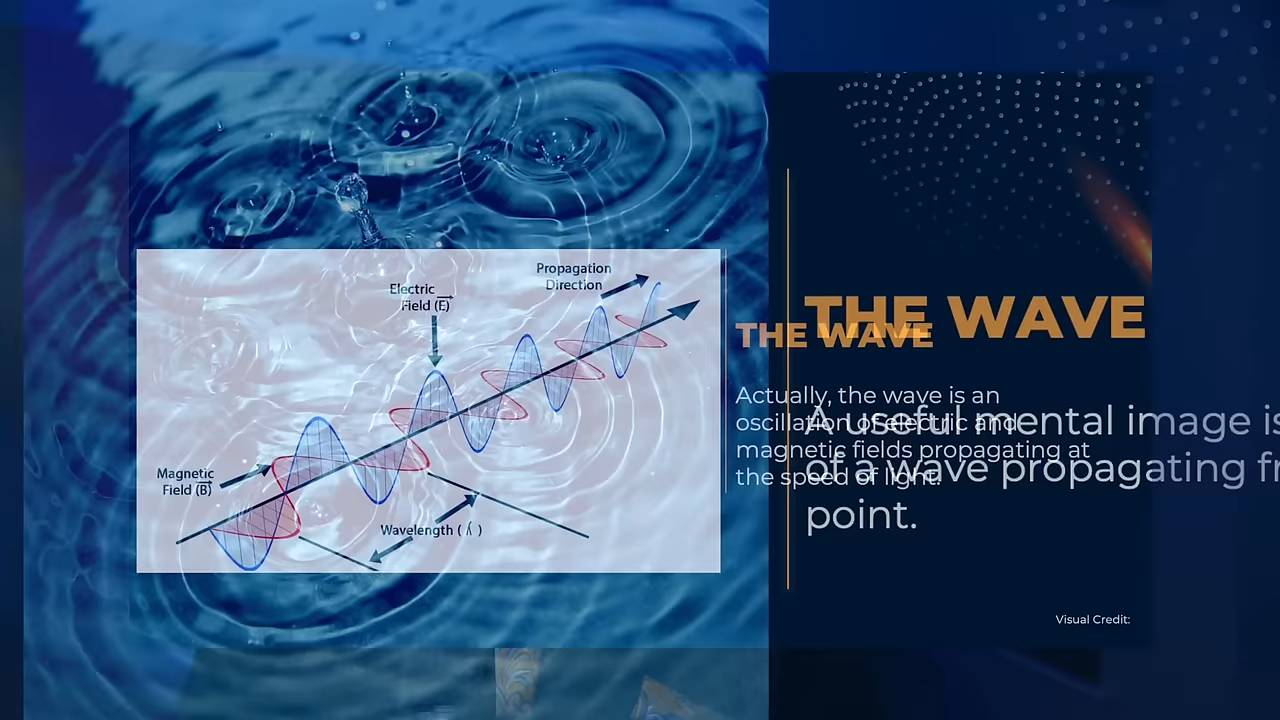 Propagation
Direction
Electric
Field (E)
Magnetic
Field (B)
Wavelength ( λ )
THE WAVE
Actually, the wave is an
oscillation of electric and
magnetic fields propagating at
the speed of light.
THE WAVE
A useful mental image is
of a wave propagating
point.
Visual Credit: